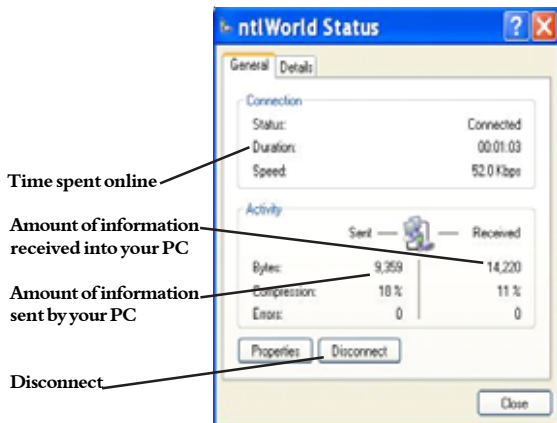 ntlWorld Status
General Details
Connection
Status: Connected
Duration: 00:01:03
Speed: 52.0 Kbps
Time spent online
Activity
Amount of information
received into your PC
Sent — — Received
Bytes: 9,359 14,220
Amount of information
sent by your PC
Compression: 18 % 11 %
Errors: 0 0
Properties Disconnect
Disconnect
Close